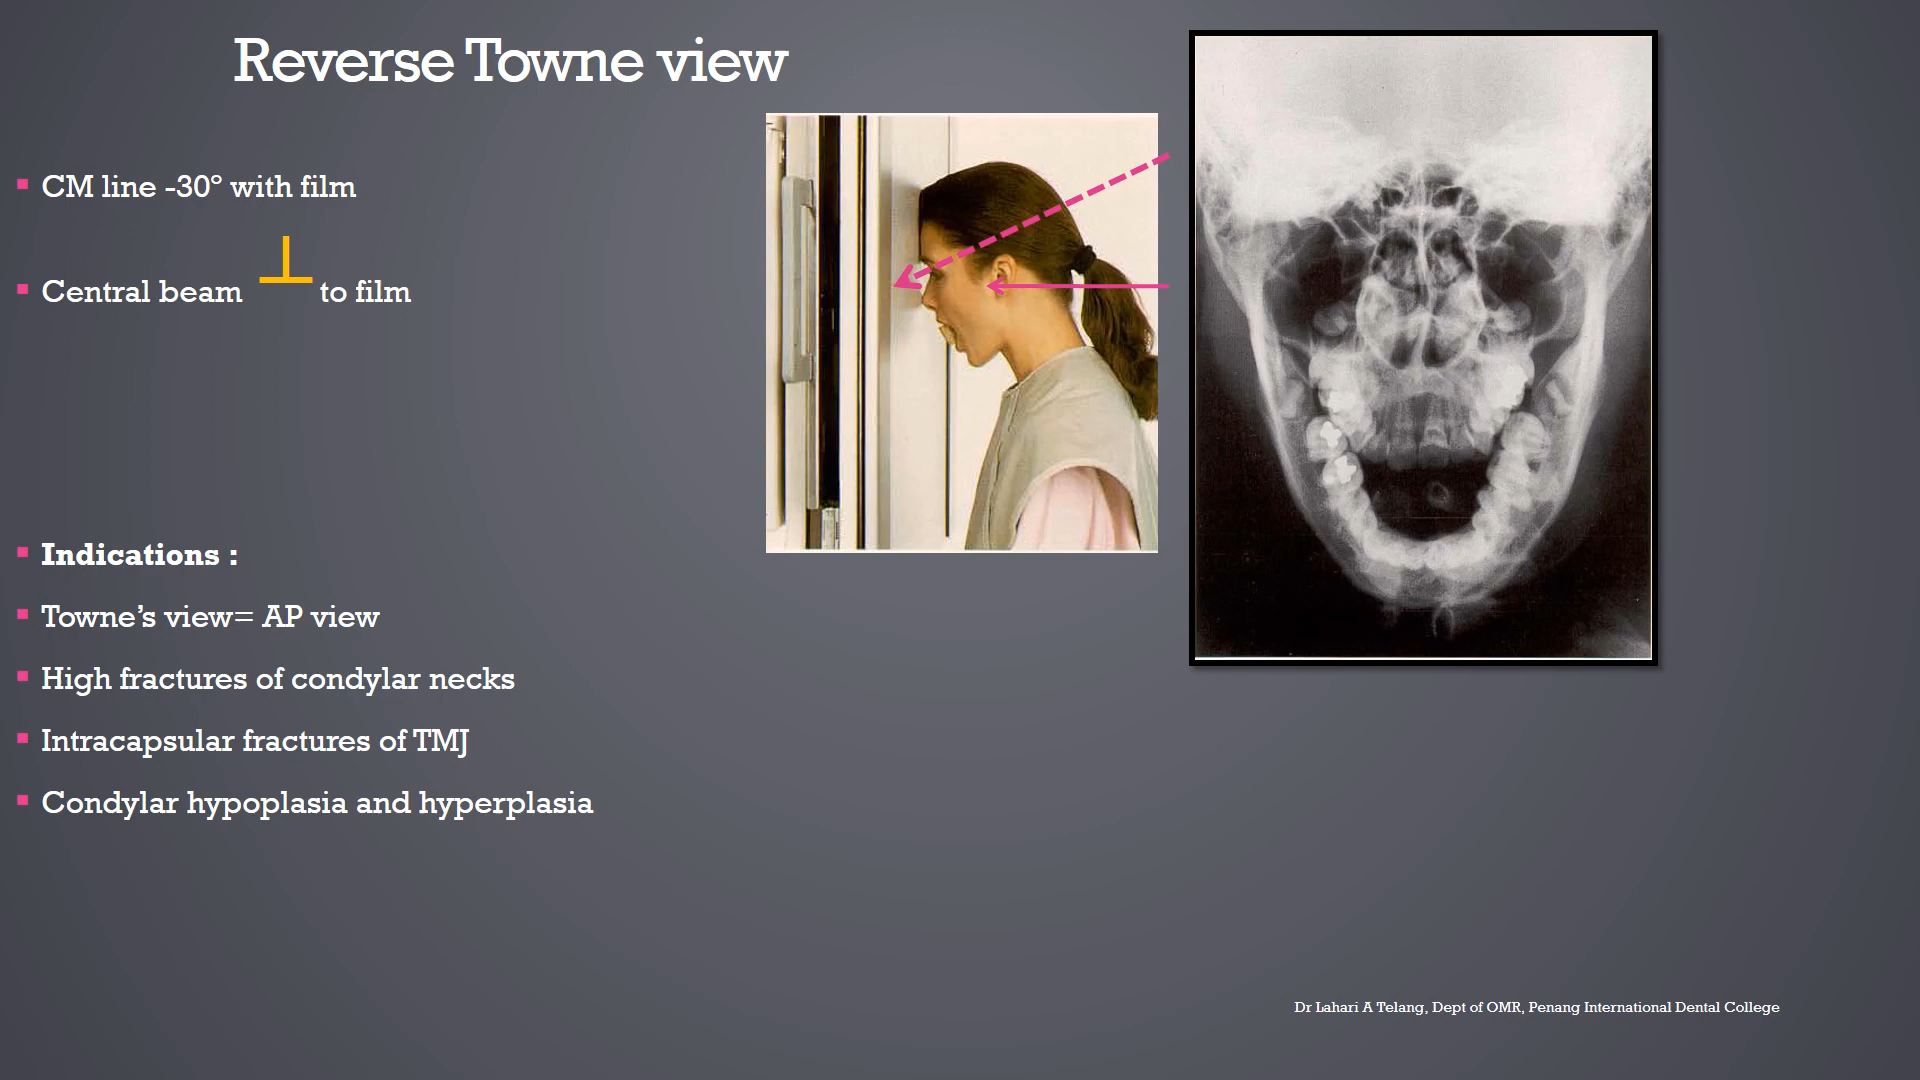 Reverse Towne view
CM line -30º with film
Central beam ⊥ to film
Indications :
Towne’s view= AP view
High fractures of condylar necks
Intracapsular fractures of TMJ
Condylar hypoplasia and hyperplasia
Dr Lahari A Telang, Dept of OMR, Penang International Dental College